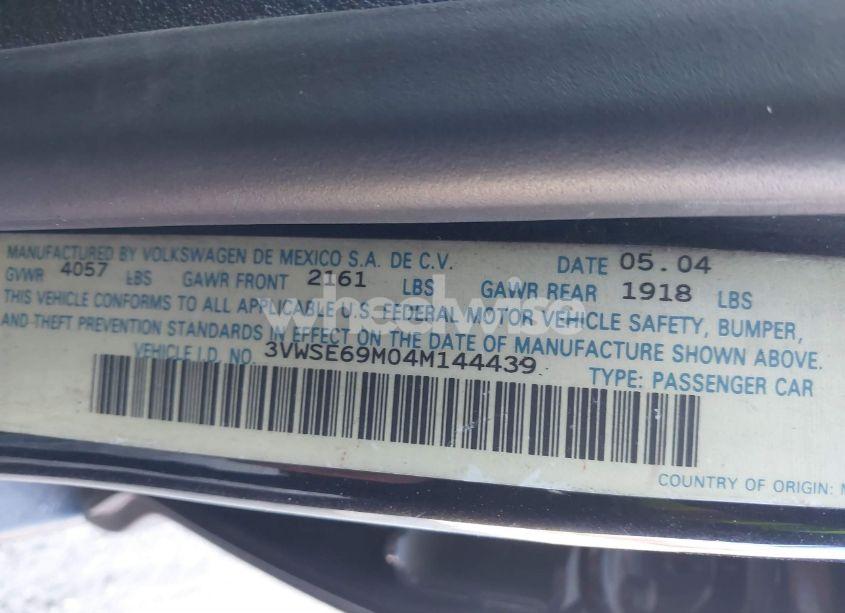 MANUFACTURED BY VOLKSWAGEN DE MEXICO S.A. DE C.V. DATE 05.04
GVWR 4057 LBS GAWR FRONT 2161 LBS GAWR REAR 1918 LBS
THIS VEHICLE CONFORMS TO ALL APPLICABLE U.S. FEDERAL MOTOR VEHICLE SAFETY, BUMPER,
AND THEFT PREVENTION STANDARDS IN EFFECT ON THE DATE OF MANUFACTURE SHOWN ABOVE.
VEHICLE I.D. NO. 3VWSE69M04M144439 TYPE: PASSENGER CAR
COUNTRY OF ORIGIN: M
wheelwise